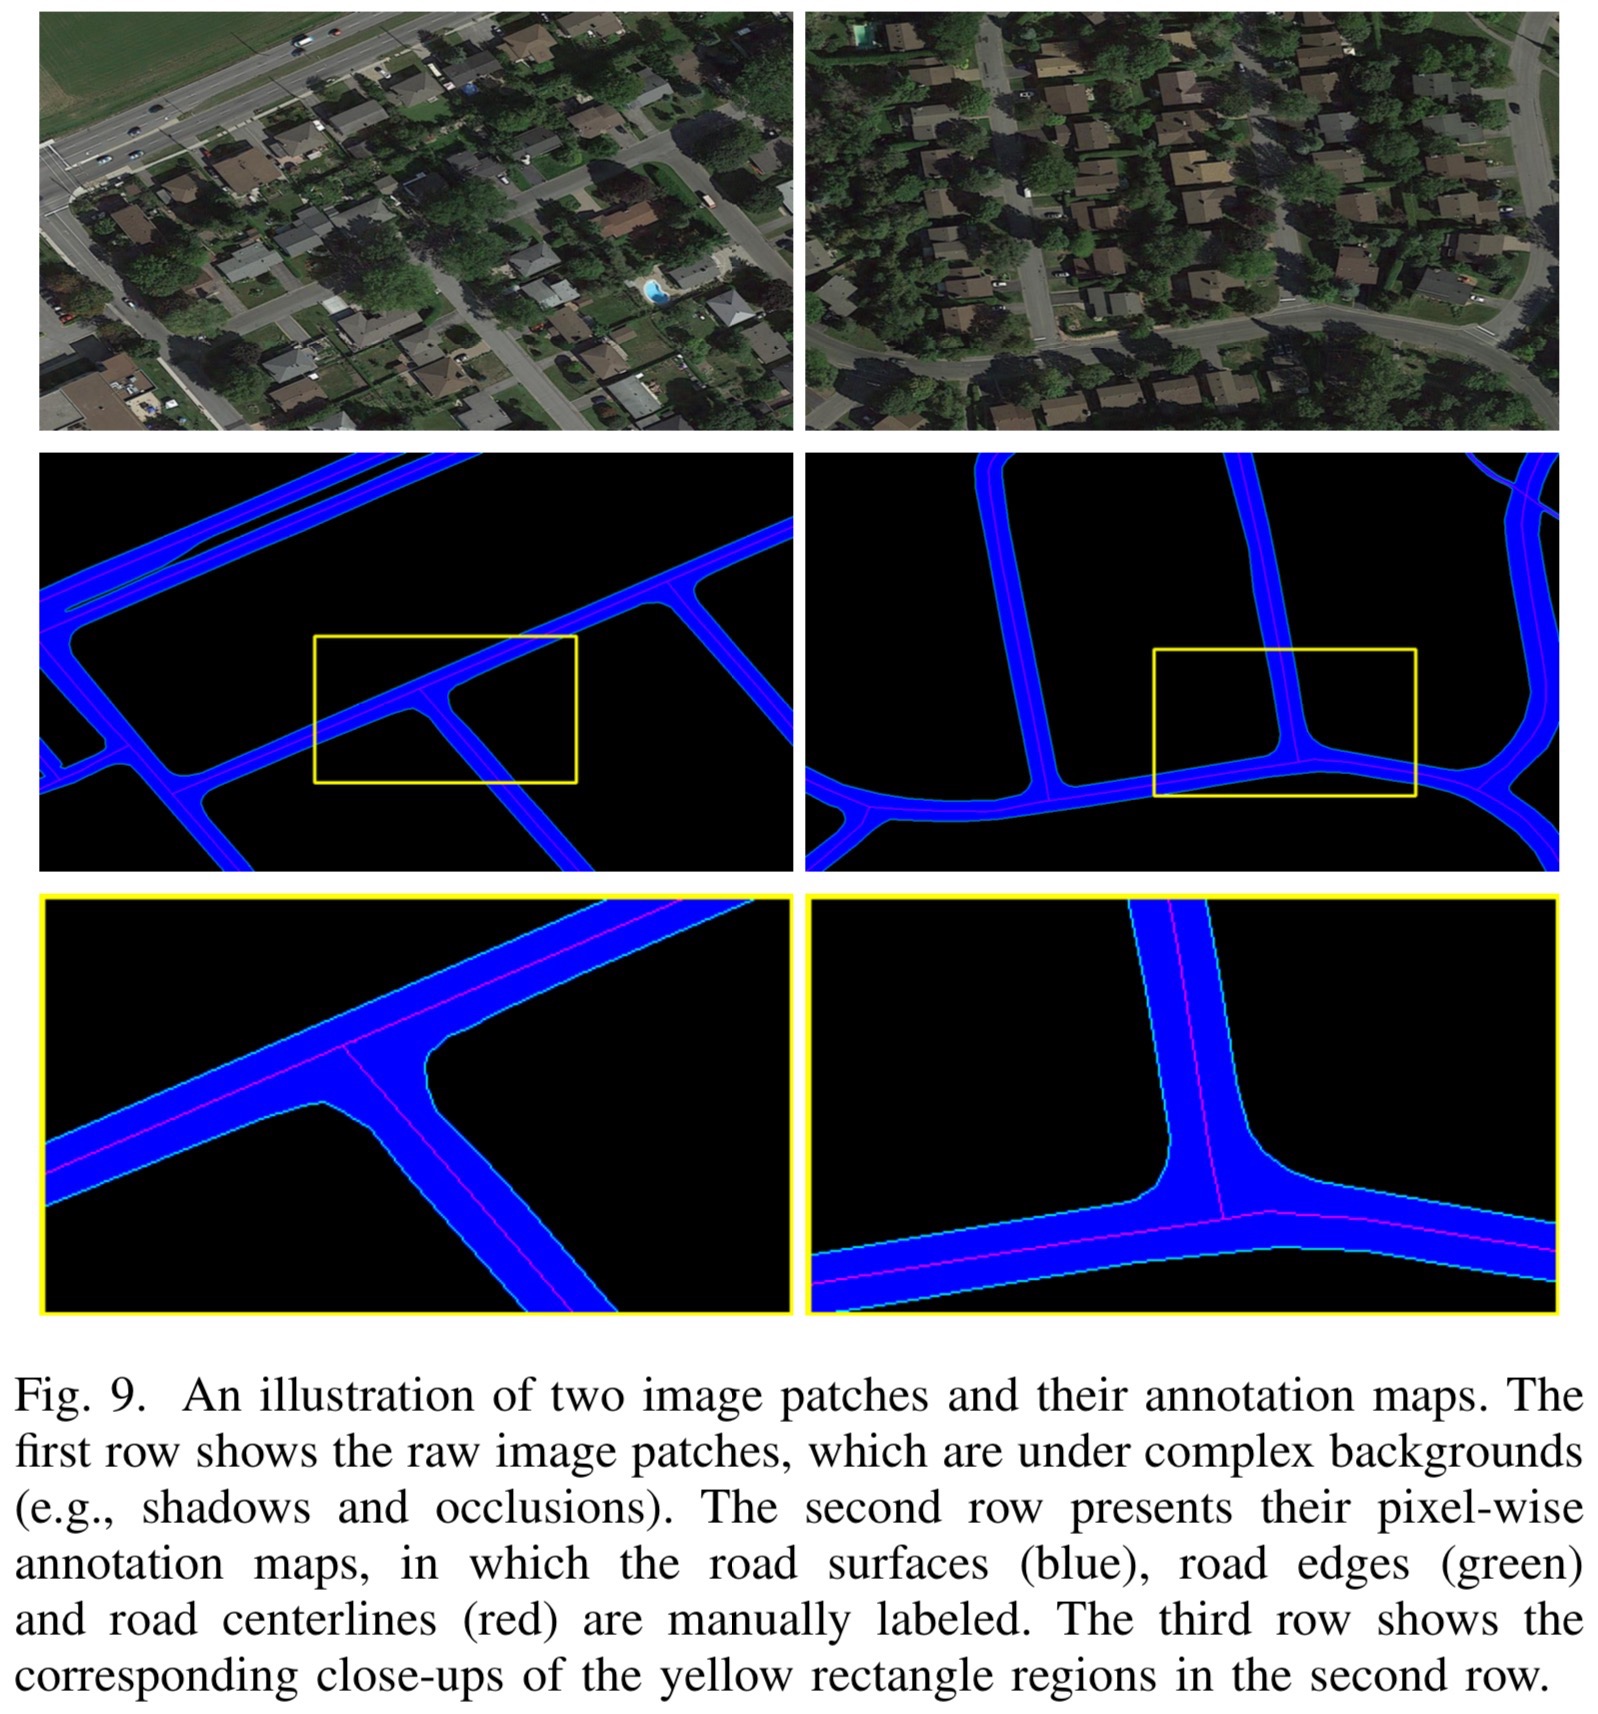 Fig. 9. An illustration of two image patches and their annotation maps. The
first row shows the raw image patches, which are under complex backgrounds
(e.g., shadows and occlusions). The second row presents their pixel-wise
annotation maps, in which the road surfaces (blue), road edges (green)
and road centerlines (red) are manually labeled. The third row shows the
corresponding close-ups of the yellow rectangle regions in the second row.